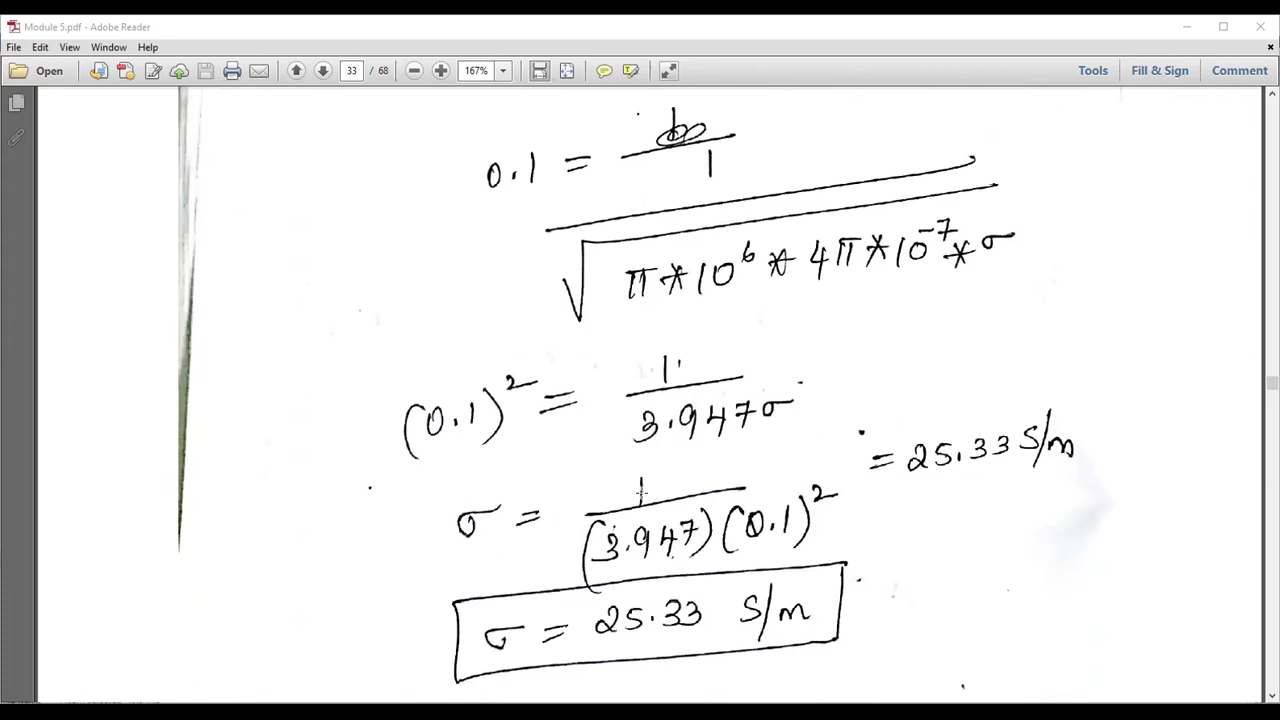 Module 5.pdf - Adobe Reader
File Edit View Window Help
Open 33 / 68 167% Tools Fill & Sign Comment
0.1 = 1
√ π * 10^6 * 4π * 10^-7 * σ
(0.1)^2 = 1 / 3.947σ
= 25.33 S/m
σ = 1 / (3.947)(0.1)^2
σ = 25.33 S/m